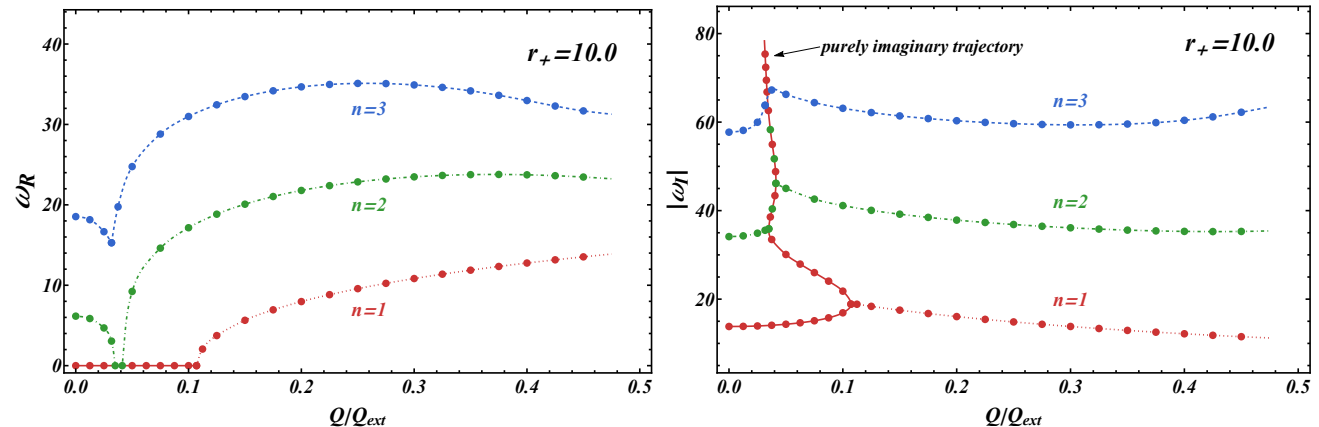 r₊=10.0
40
30
20
10
0
ω_R
n=3
n=2
n=1
0.0 0.1 0.2 0.3 0.4 0.5
Q/Q_ext
purely imaginary trajectory
r₊=10.0
80
60
40
20
|ω_I|
n=3
n=2
n=1
0.0 0.1 0.2 0.3 0.4 0.5
Q/Q_ext